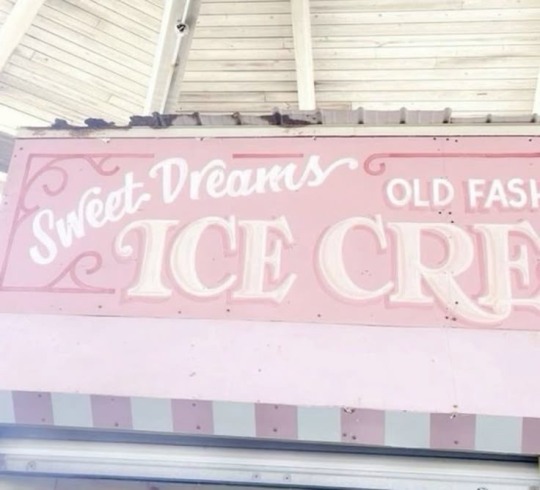 Sweet Dreams
OLD FASH
ICE CRE